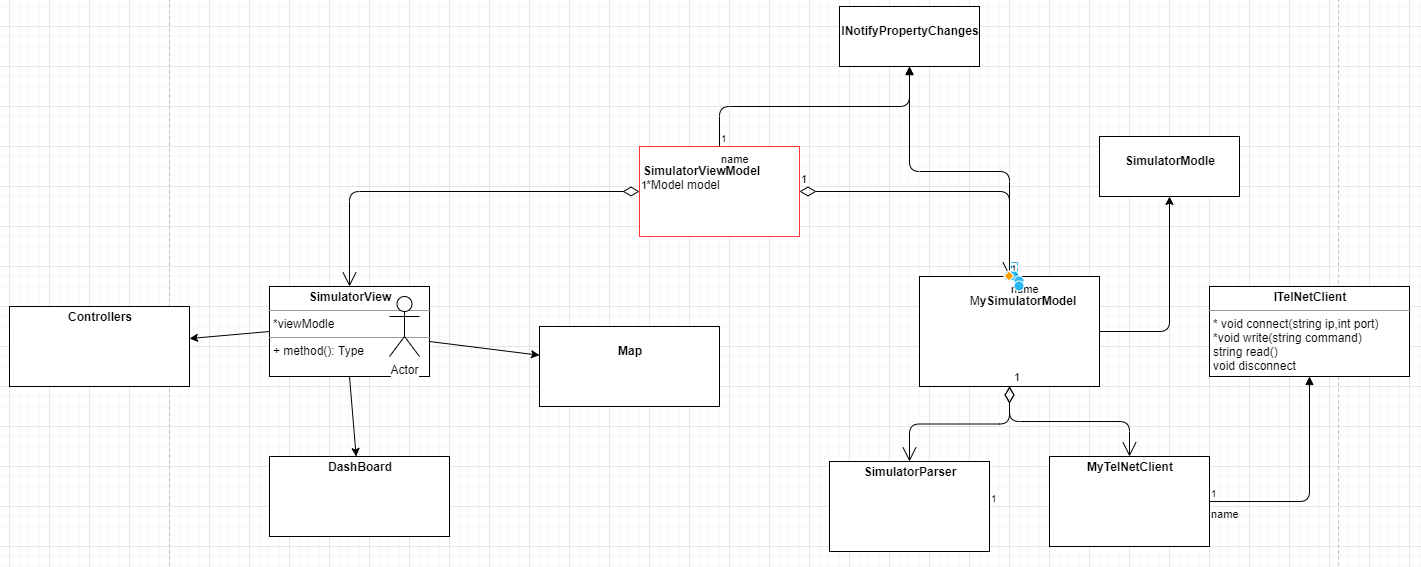 INotifyPropertyChanges
1
name
SimulatorViewModel
1*Model model
1
SimulatorModle
1
name
MySimulatorModel
1
SimulatorView
*viewModle
+ method(): Type
Actor
Controllers
Map
DashBoard
ITelNetClient
* void connect(string ip,int port)
*void write(string command)
string read()
void disconnect
SimulatorParser
1
MyTelNetClient
1
name